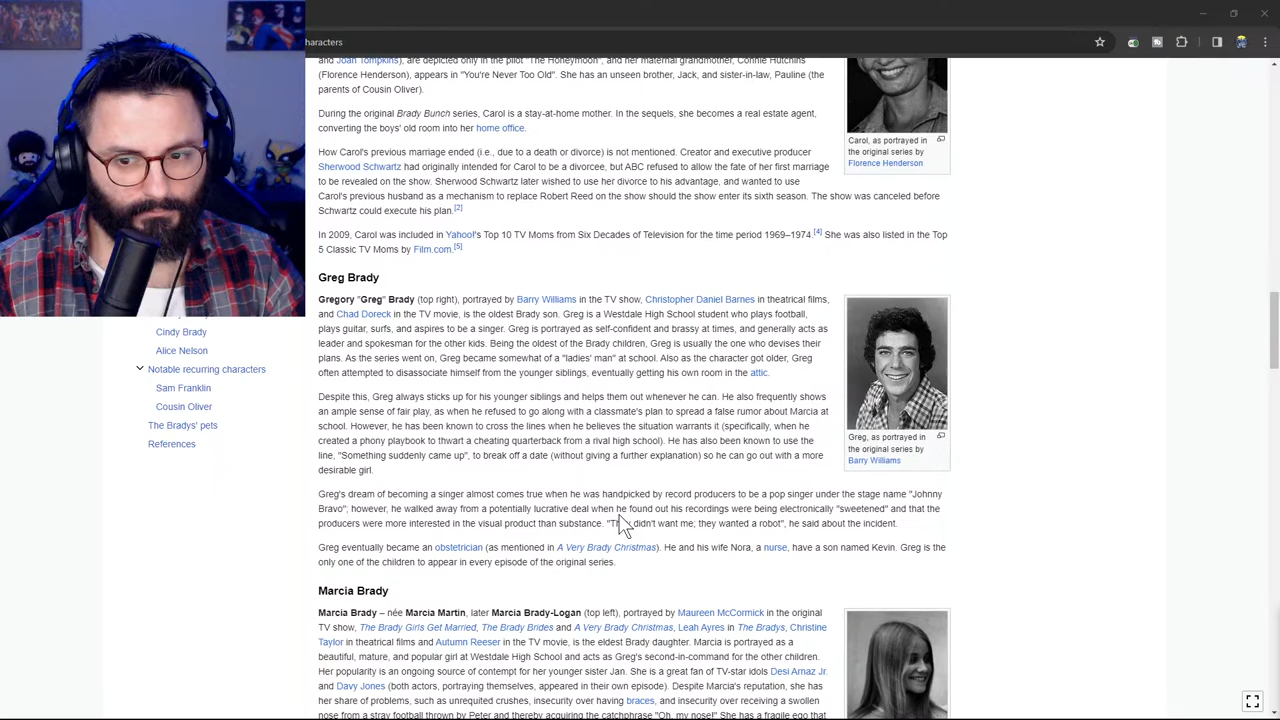 haracters
and Joan Tompkins), are depicted only in the pilot "The Honeymoon", and her maternal grandmother, Connie Hutchins
(Florence Henderson), appears in "You're Never Too Old". She has an unseen brother, Jack, and sister-in-law, Pauline (the
parents of Cousin Oliver).
During the original Brady Bunch series, Carol is a stay-at-home mother. In the sequels, she becomes a real estate agent,
converting the boys' old room into her home office.
How Carol's previous marriage ended (i.e., due to a death or divorce) is not mentioned. Creator and executive producer
Sherwood Schwartz had originally intended for Carol to be a divorcee, but ABC refused to allow the fate of her first marriage
to be revealed on the show. Sherwood Schwartz later wished to use her divorce to his advantage, and wanted to use
Carol's previous husband as a mechanism to replace Robert Reed on the show should the show enter its sixth season. The show was canceled before
Schwartz could execute his plan.[2]
In 2009, Carol was included in Yahoo!'s Top 10 TV Moms from Six Decades of Television for the time period 1969–1974.[4] She was also listed in the Top
5 Classic TV Moms by Film.com.[5]
Carol, as portrayed in
the original series by
Florence Henderson
Greg Brady
Gregory "Greg" Brady (top right), portrayed by Barry Williams in the TV show, Christopher Daniel Barnes in theatrical films,
and Chad Doreck in the TV movie, is the oldest Brady son. Greg is a Westdale High School student who plays football,
plays guitar, surfs, and aspires to be a singer. Greg is portrayed as self-confident and brassy at times, and generally acts as
leader and spokesman for the other kids. Being the oldest of the Brady children, Greg is usually the one who devises their
plans. As the series went on, Greg became somewhat of a "ladies' man" at school. Also as the character got older, Greg
often attempted to disassociate himself from the younger siblings, eventually getting his own room in the attic.
Despite this, Greg always sticks up for his younger siblings and helps them out whenever he can. He also frequently shows
an ample sense of fair play, as when he refused to go along with a classmate's plan to spread a false rumor about Marcia at
school. However, he has been known to cross the lines when he believes the situation warrants it (specifically, when he
created a phony playbook to thwart a cheating quarterback from a rival high school). He has also been known to use the
line, "Something suddenly came up", to break off a date (without giving a further explanation) so he can go out with a more
desirable girl.
Greg, as portrayed in
the original series by
Barry Williams
Greg's dream of becoming a singer almost comes true when he was handpicked by record producers to be a pop singer under the stage name "Johnny
Bravo"; however, he walked away from a potentially lucrative deal when he found out his recordings were being electronically "sweetened" and that the
producers were more interested in the visual product than substance. "Th didn't want me; they wanted a robot", he said about the incident.
Greg eventually became an obstetrician (as mentioned in A Very Brady Christmas). He and his wife Nora, a nurse, have a son named Kevin. Greg is the
only one of the children to appear in every episode of the original series.
Marcia Brady
Marcia Brady – née Marcia Martin, later Marcia Brady-Logan (top left), portrayed by Maureen McCormick in the original
TV show, The Brady Girls Get Married, The Brady Brides and A Very Brady Christmas, Leah Ayres in The Bradys, Christine
Taylor in theatrical films and Autumn Reeser in the TV movie, is the eldest Brady daughter. Marcia is portrayed as a
beautiful, mature, and popular girl at Westdale High School and acts as Greg's second-in-command for the other children.
Her popularity is an ongoing source of contempt for her younger sister Jan. She is a great fan of TV-star idols Desi Arnaz Jr.
and Davy Jones (both actors, portraying themselves, appeared in their own episode). Despite Marcia's reputation, she has
her share of problems, such as unrequited crushes, insecurity over having braces, and insecurity over receiving a swollen
nose from a stray football thrown by Peter and thereby acquiring the catchphrase "Oh, my nose!" She has a fragile ego that
Cindy Brady
Alice Nelson
Notable recurring characters
Sam Franklin
Cousin Oliver
The Bradys' pets
References